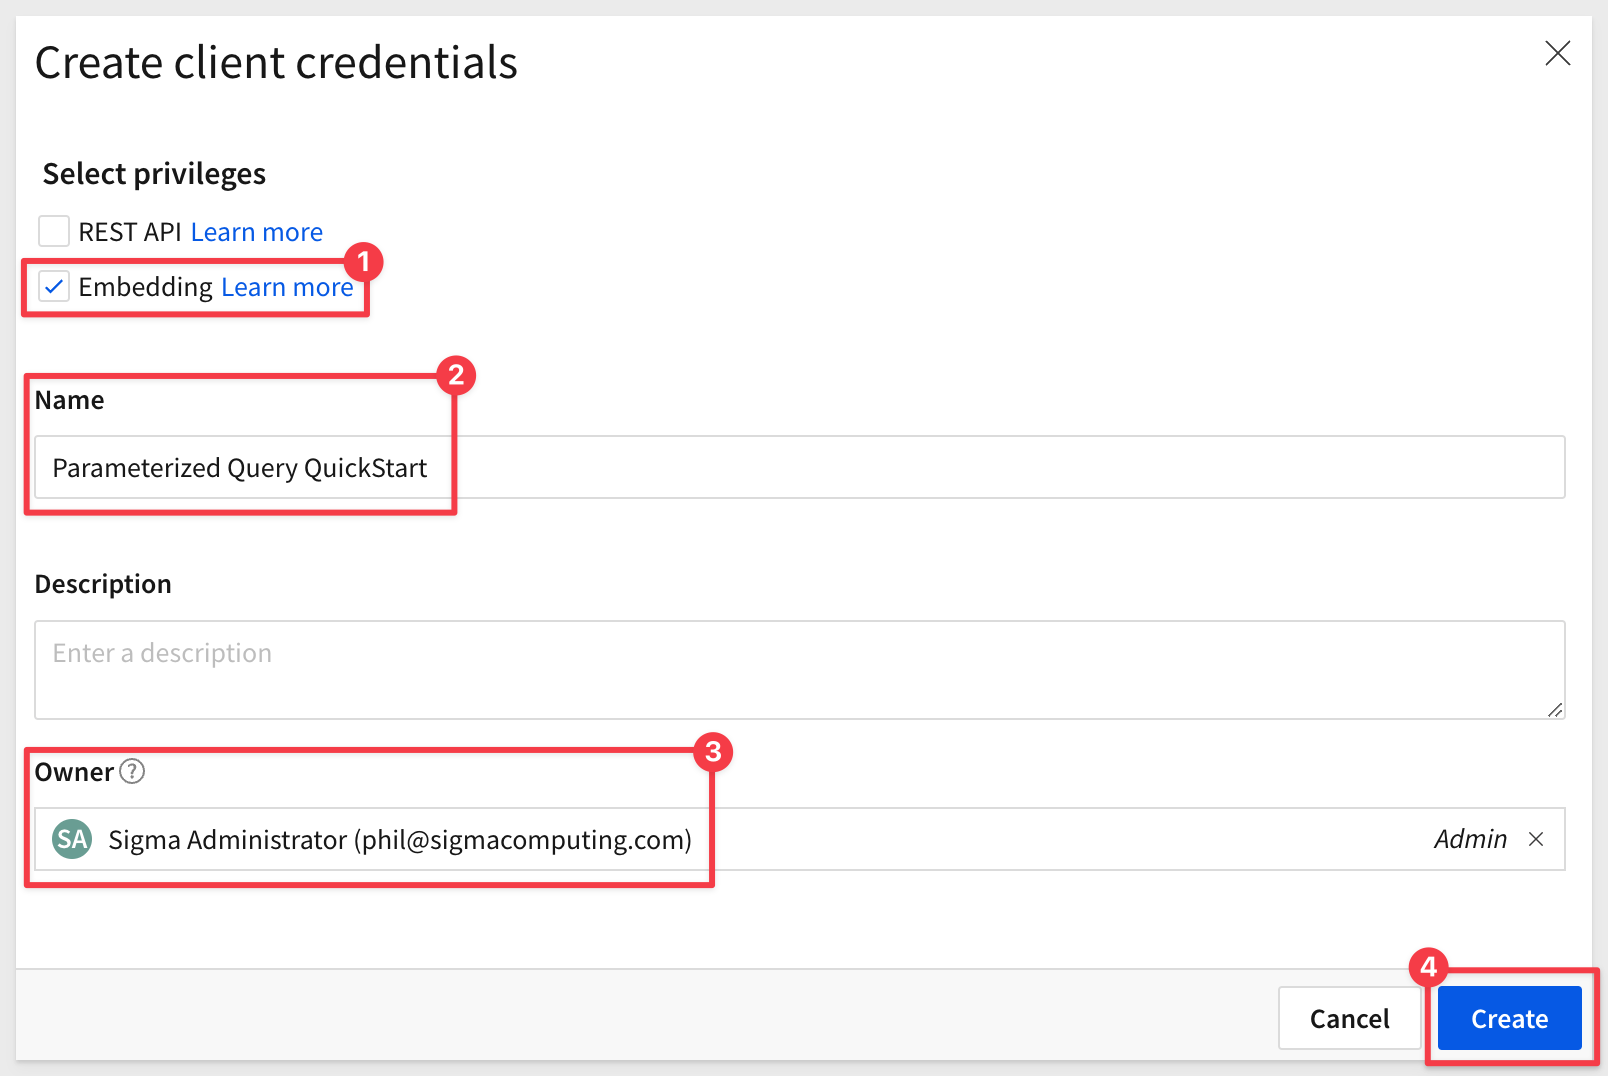 Create client credentials
Select privileges
REST API Learn more
1
Embedding Learn more
2
Name
Parameterized Query QuickStart
Description
Enter a description
3
Owner ?
SA Sigma Administrator (phil@sigmacomputing.com) Admin
4
Cancel Create